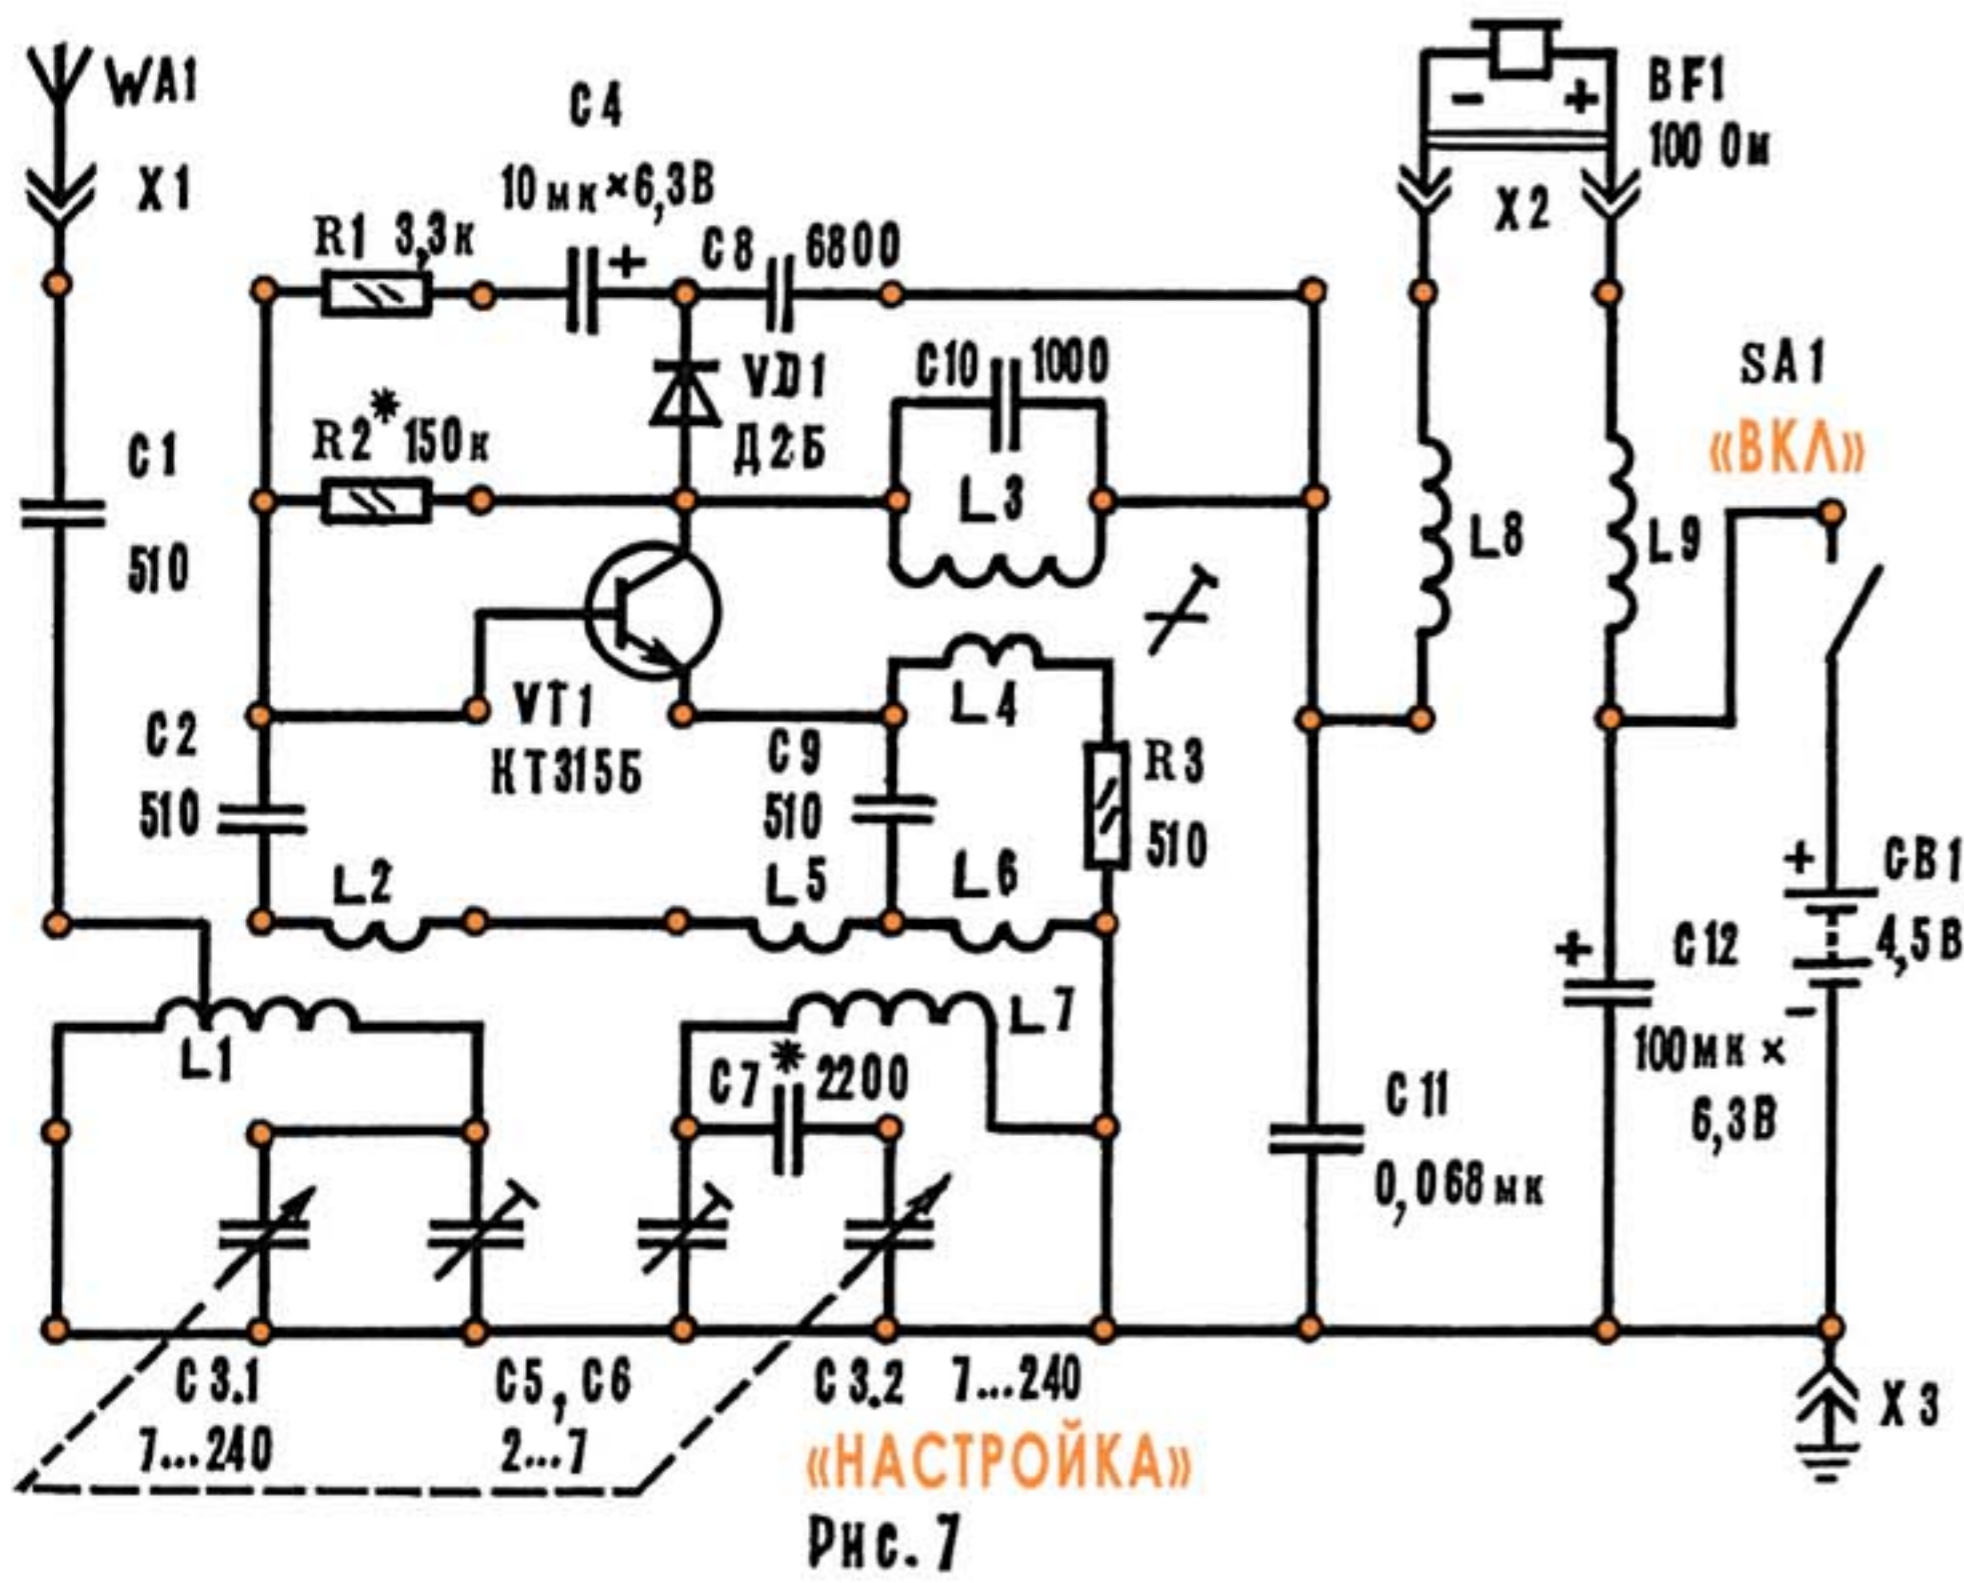 WA1
X1
C4
10мк×6,3В
R1 3,3к
C8 6800
BF1
100 Ом
X2
C10 1000
VD1
Д2Б
SA1
«ВКЛ»
R2* 150к
C1
510
L3
L8
L9
L4
VT1
КТ315Б
C2
510
C9
510
R3
510
L2
L5
L6
GB1
4,5В
C12
100мк×
6,3В
L1
L7
C7* 2200
C11
0,068мк
C3.1
7...240
C5, C6
2...7
C3.2 7...240
«НАСТРОЙКА»
X3
Рис. 7